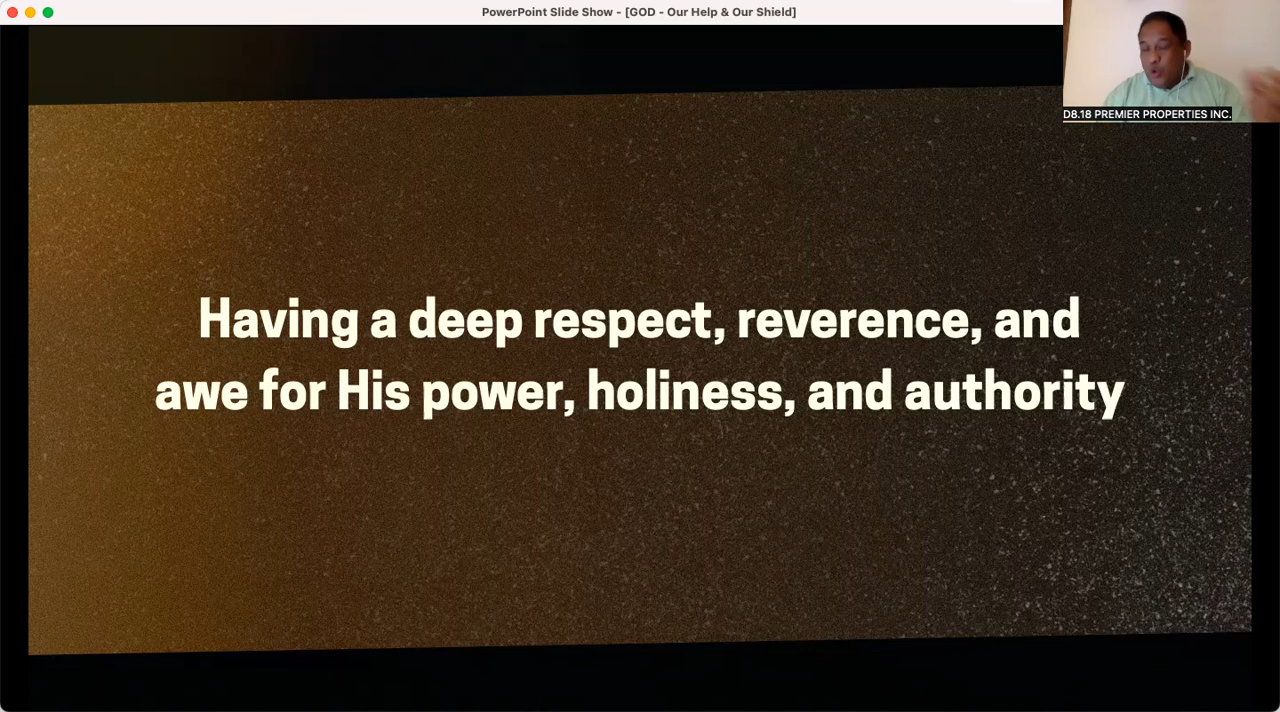 PowerPoint Slide Show - [GOD - Our Help & Our Shield]
D8.18 PREMIER PROPERTIES INC.
Having a deep respect, reverence, and
awe for His power, holiness, and authority